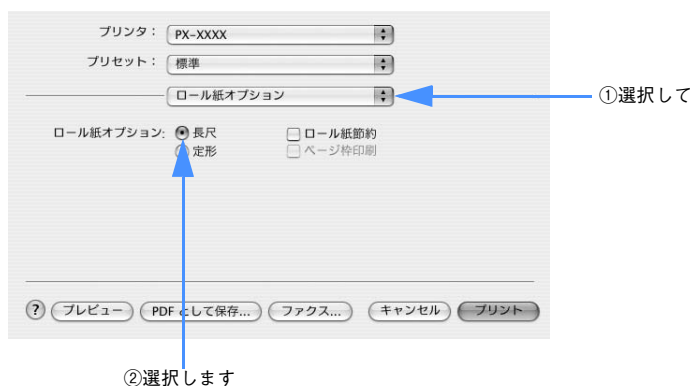 プリンタ： PX-XXXX
プリセット： 標準
ロール紙オプション
①選択して
ロール紙オプション: 長尺 ロール紙節約
定形 ページ枠印刷
? プレビュー PDF として保存... ファクス... キャンセル プリント
②選択します